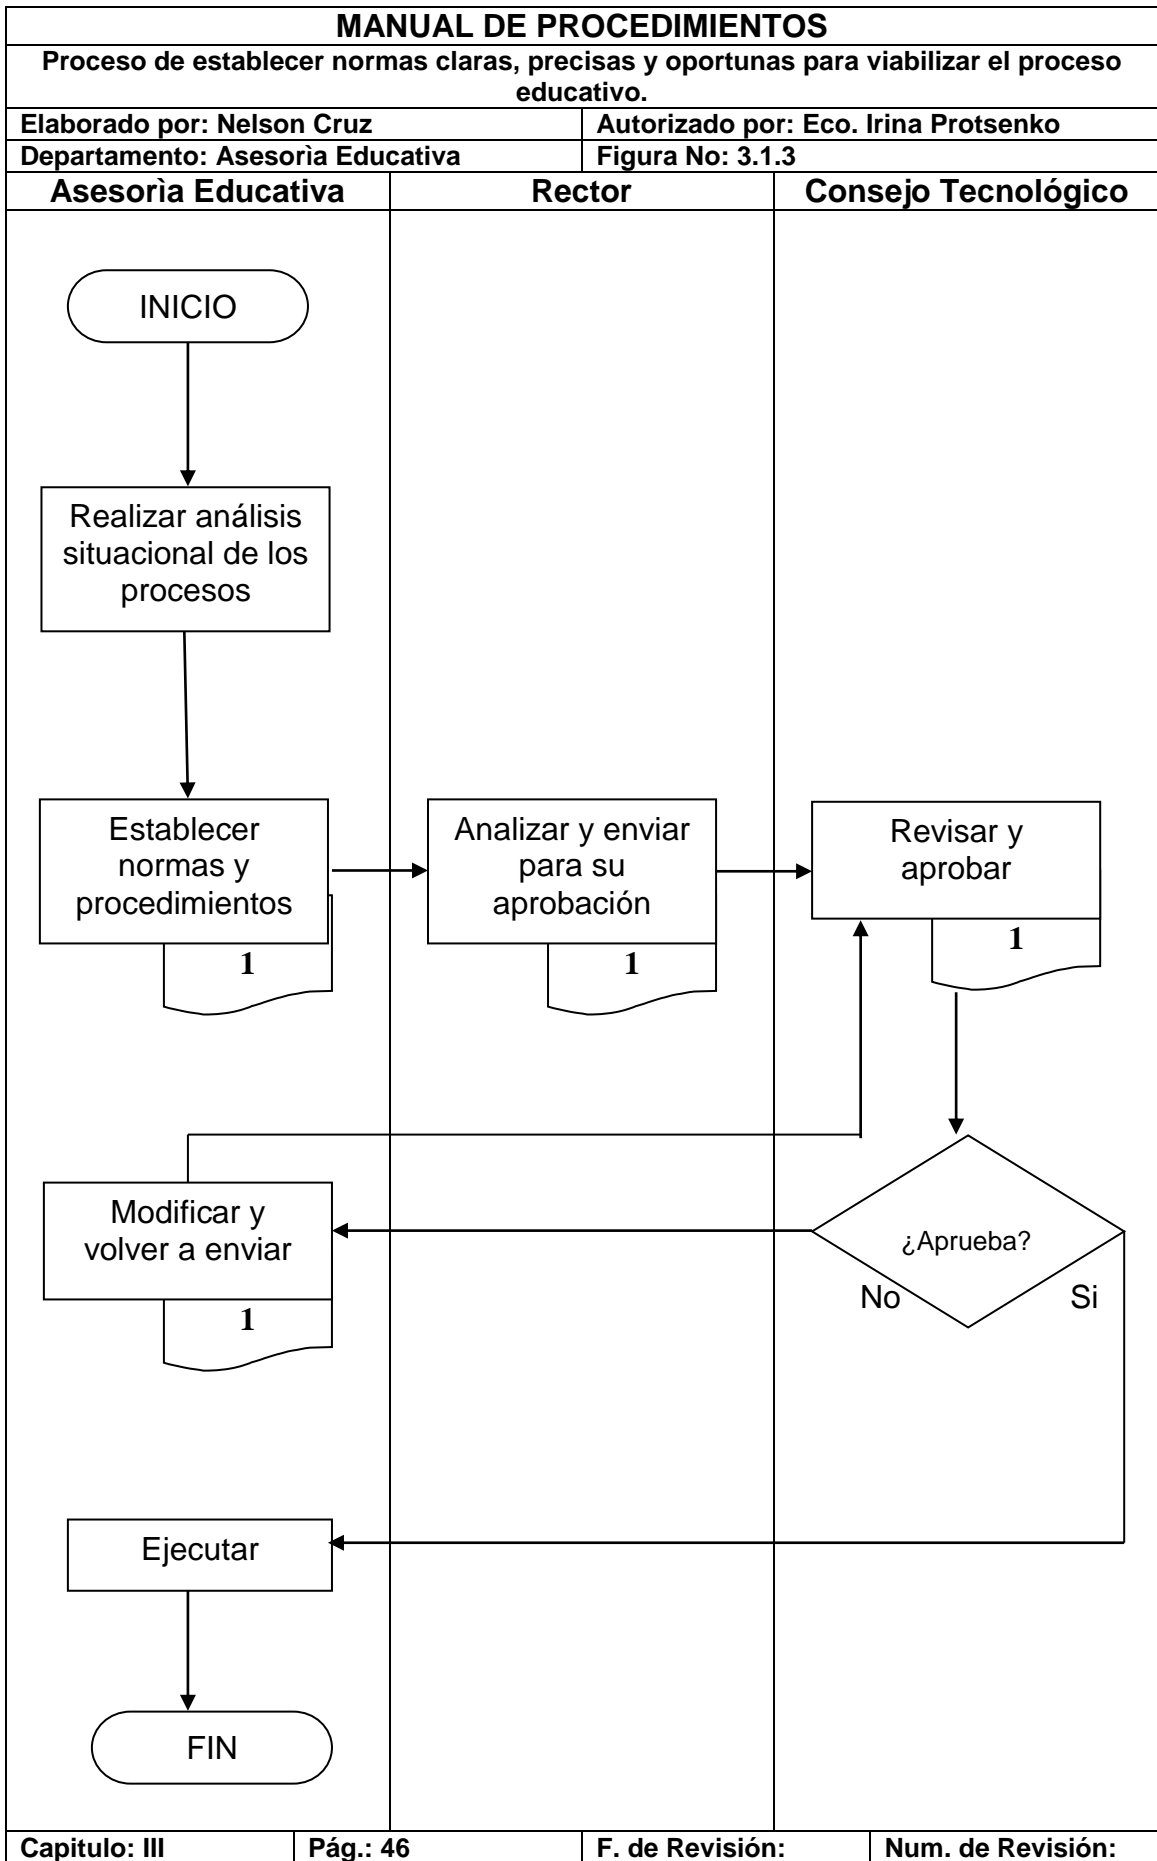 MANUAL DE PROCEDIMIENTOS
Proceso de establecer normas claras, precisas y oportunas para viabilizar el proceso
educativo.
Elaborado por: Nelson Cruz
Autorizado por: Eco. Irina Protsenko
Departamento: Asesorìa Educativa
Figura No: 3.1.3
Asesorìa Educativa
Rector
Consejo Tecnológico
INICIO
Realizar análisis
situacional de los
procesos
Establecer
normas y
procedimientos
1
Analizar y enviar
para su
aprobación
1
Revisar y
aprobar
1
¿Aprueba?
No
Si
Modificar y
volver a enviar
1
Ejecutar
FIN
Capitulo: III
Pág.: 46
F. de Revisión:
Num. de Revisión: